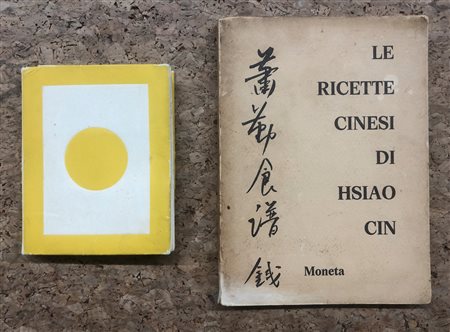 蕭勤食譜
錢
LE
RICETTE
CINESI
DI
HSIAO
CIN
Moneta